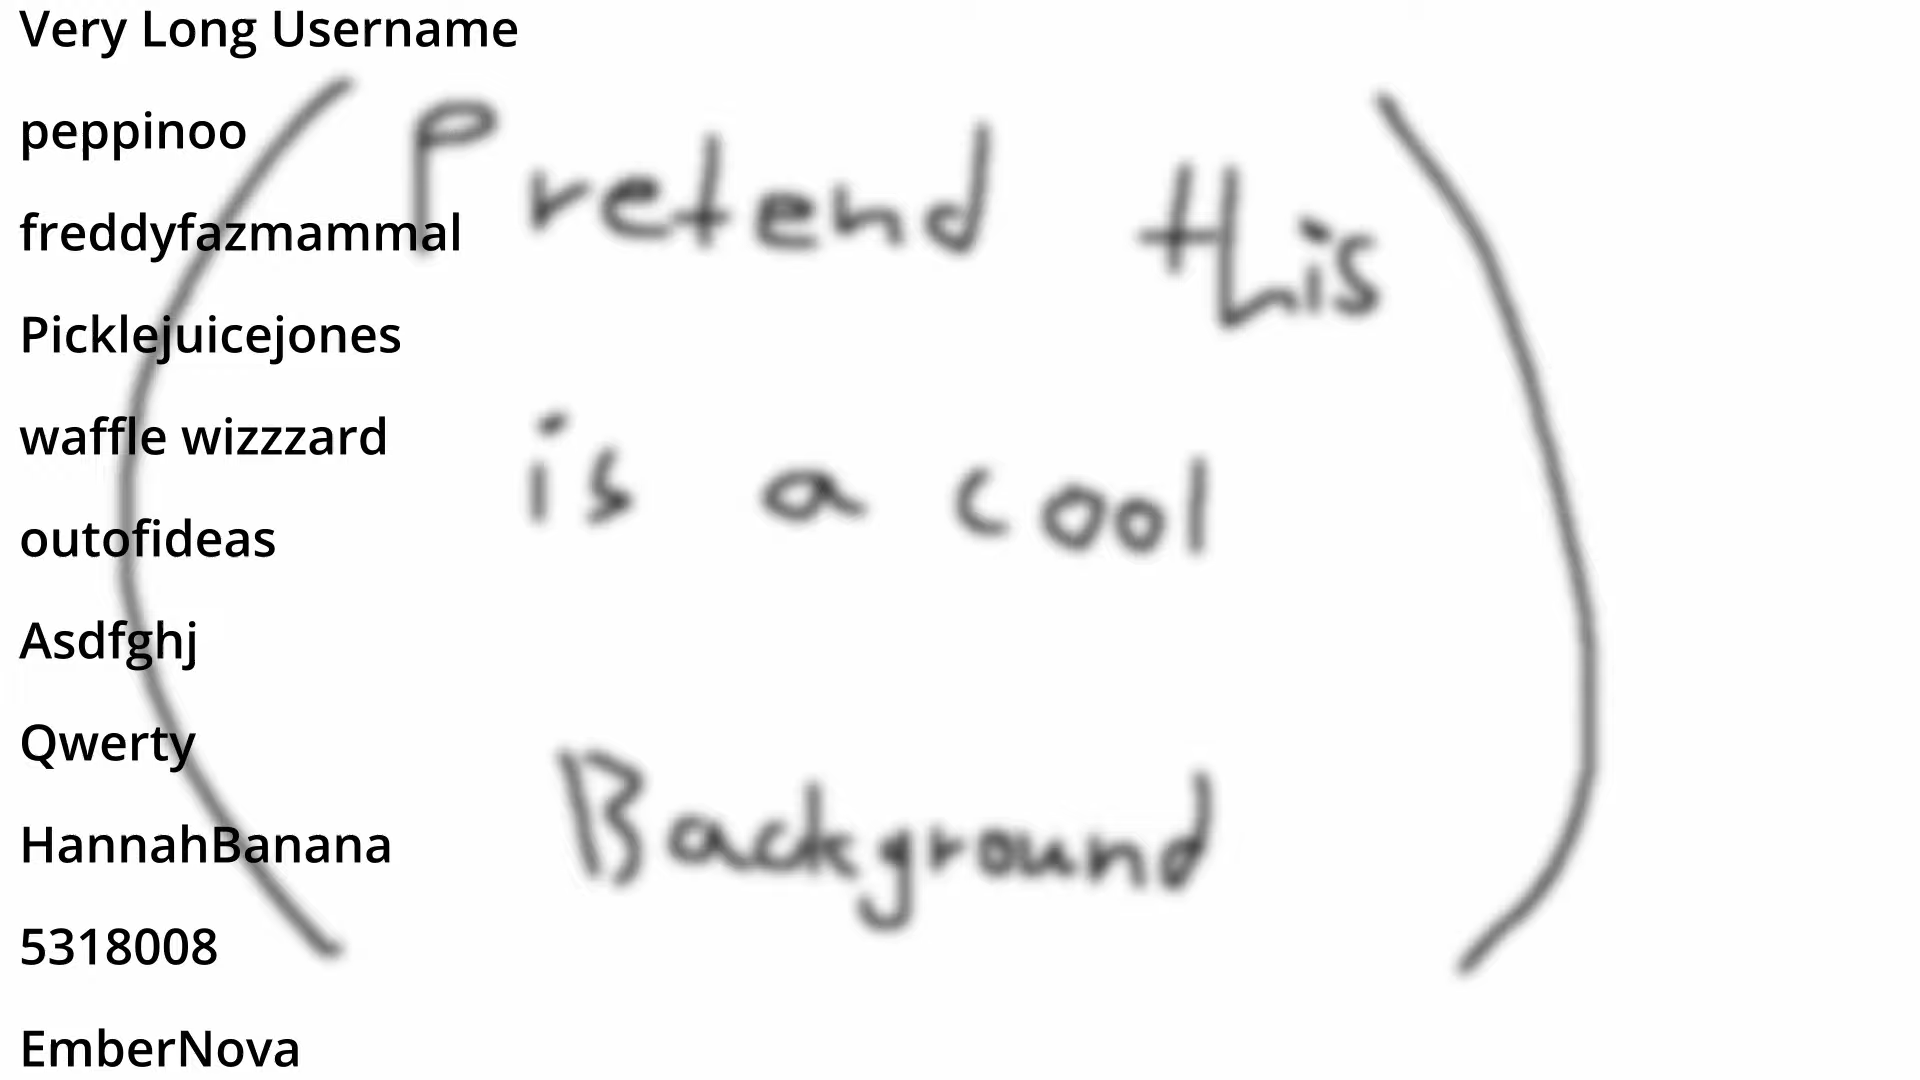 Very Long Username
peppinoo
freddyfazmammal
Picklejuicejones
waffle wizzzard
outofideas
Asdfghj
Qwerty
HannahBanana
5318008
EmberNova
(Pretend this
is a cool
Background)